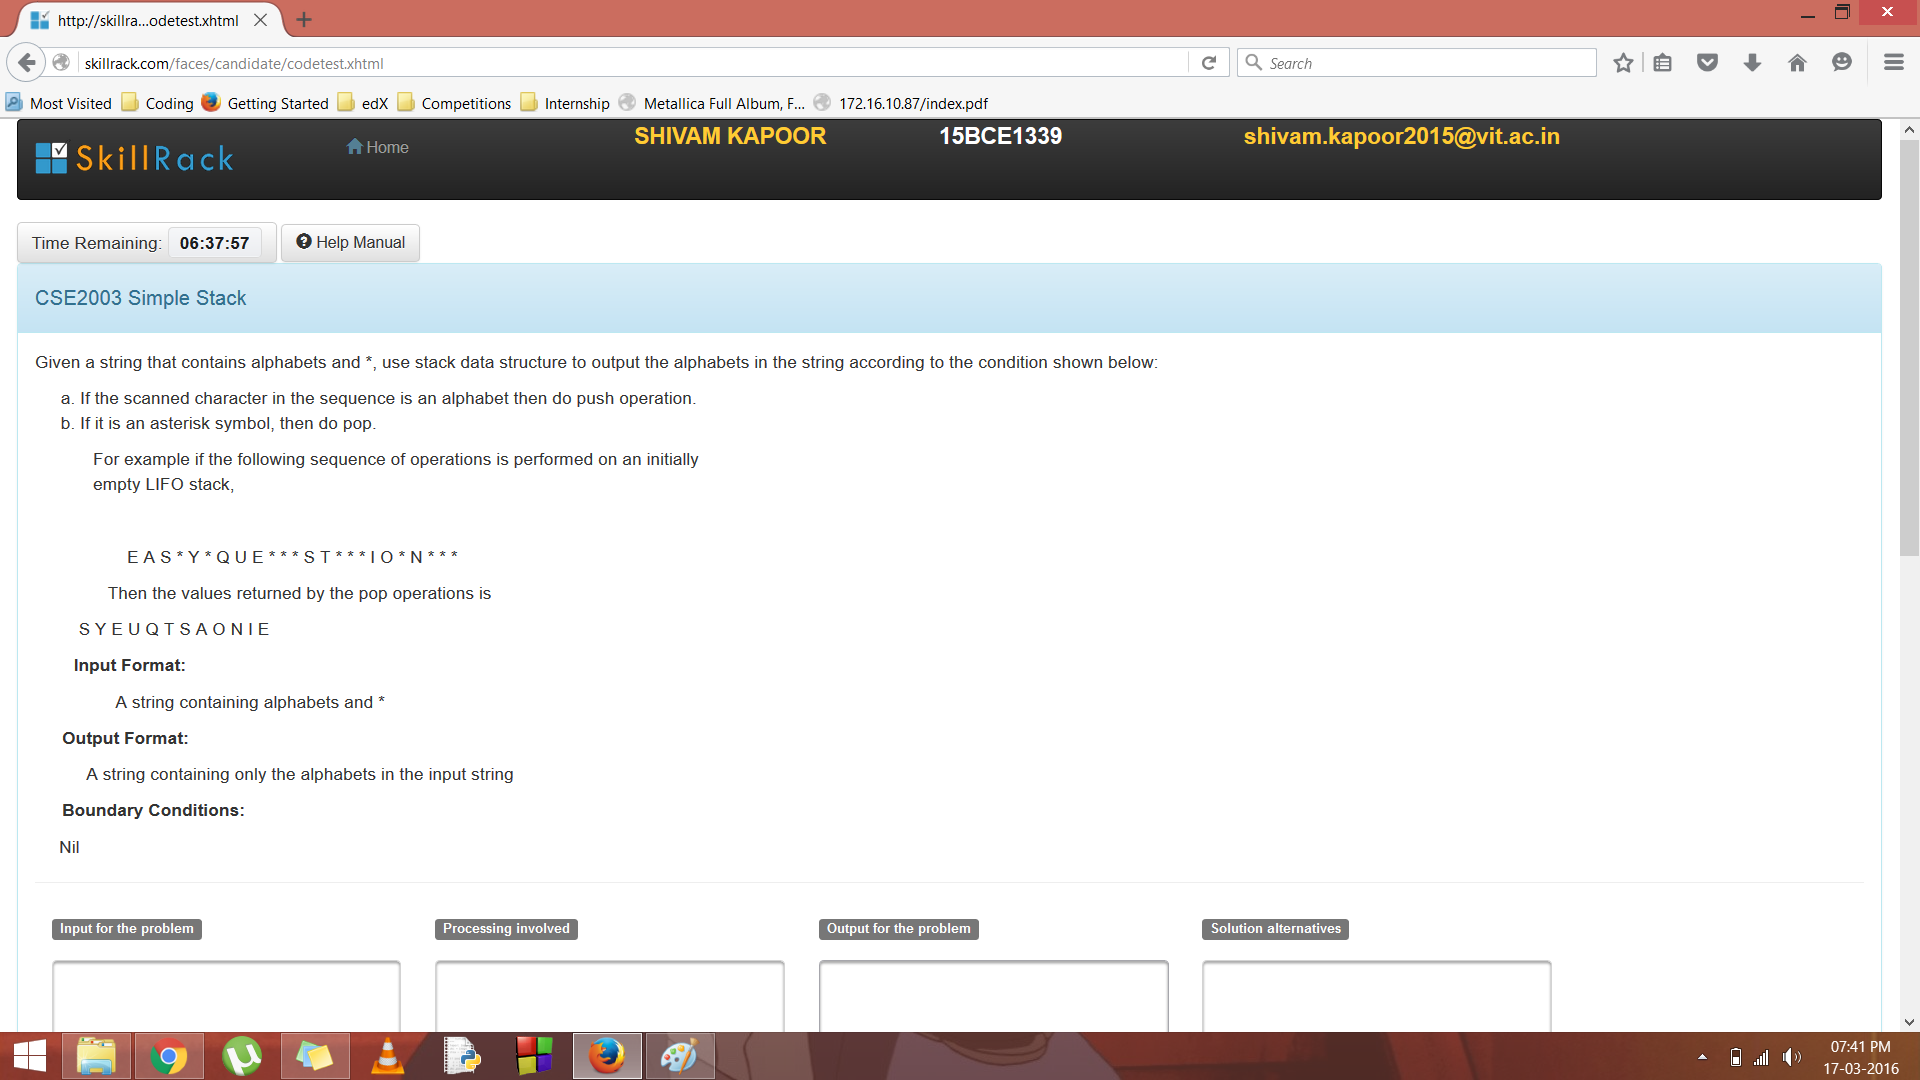 http://skillra...odetest.xhtml
skillrack.com/faces/candidate/codetest.xhtml
Search
Most Visited Coding Getting Started edX Competitions Internship Metallica Full Album, F... 172.16.10.87/index.pdf
SkillRack Home SHIVAM KAPOOR 15BCE1339 shivam.kapoor2015@vit.ac.in
Time Remaining: 06:37:57 Help Manual
CSE2003 Simple Stack
Given a string that contains alphabets and *, use stack data structure to output the alphabets in the string according to the condition shown below:
a. If the scanned character in the sequence is an alphabet then do push operation.
b. If it is an asterisk symbol, then do pop.
For example if the following sequence of operations is performed on an initially
empty LIFO stack,
E A S * Y * Q U E * * * S T * * * I O * N * * *
Then the values returned by the pop operations is
S Y E U Q T S A O N I E
Input Format:
A string containing alphabets and *
Output Format:
A string containing only the alphabets in the input string
Boundary Conditions:
Nil
Input for the problem Processing involved Output for the problem Solution alternatives
07:41 PM
17-03-2016